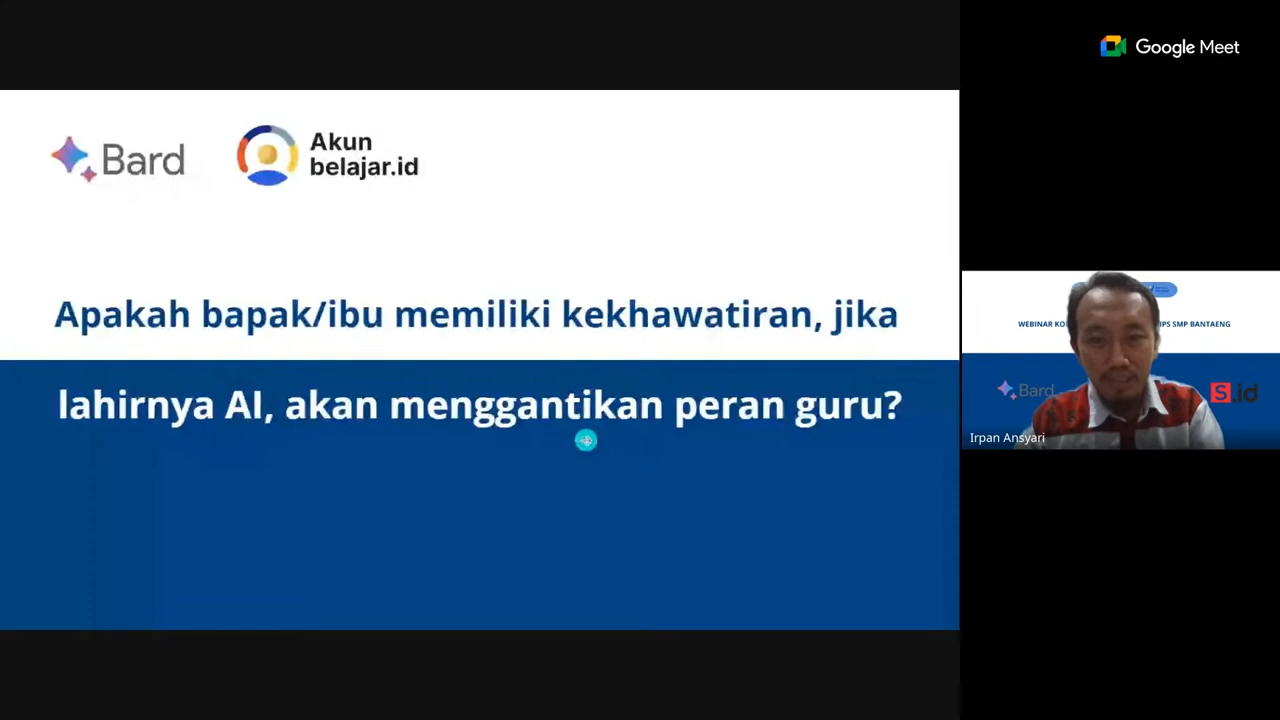 Google Meet
Bard
Akun
belajar.id
Apakah bapak/ibu memiliki kekhawatiran, jika
lahirnya AI, akan menggantikan peran guru?
WEBINAR
IPS SMP BANTAENG
Bard
S.id
Irpan Ansyari